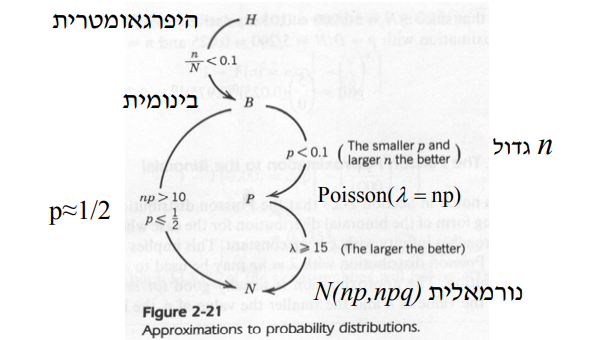 היפרגאומטרית H
n/N < 0.1
בינומית B
p < 0.1 (The smaller p and larger n the better) n גדול
np > 10
p ⩽ 1/2
p≈1/2
P Poisson(λ = np)
λ ⩾ 15 (The larger the better)
N N(np,npq) נורמאלית
Figure 2-21
Approximations to probability distributions.